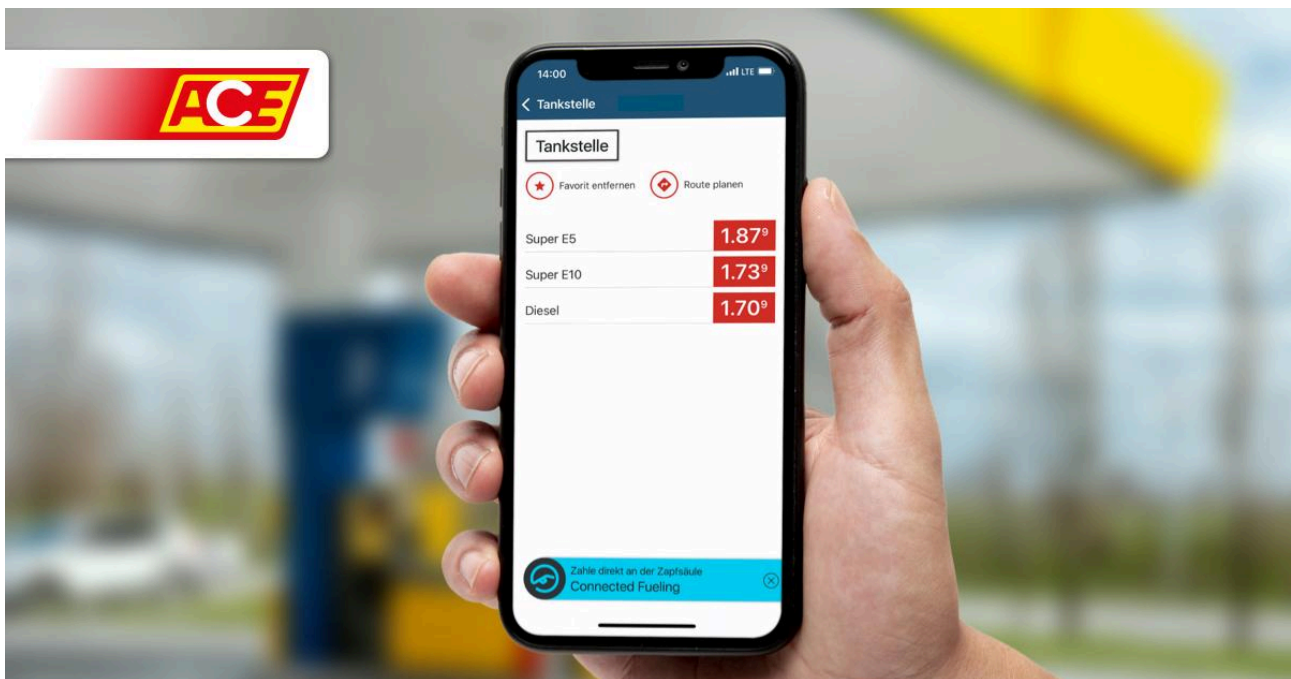 ACE
14:00
LTE
Tankstelle
Tankstelle
Favorit entfernen
Route planen
Super E5 1.87⁹
Super E10 1.73⁹
Diesel 1.70⁹
Zahle direkt an der Zapfsäule
Connected Fueling